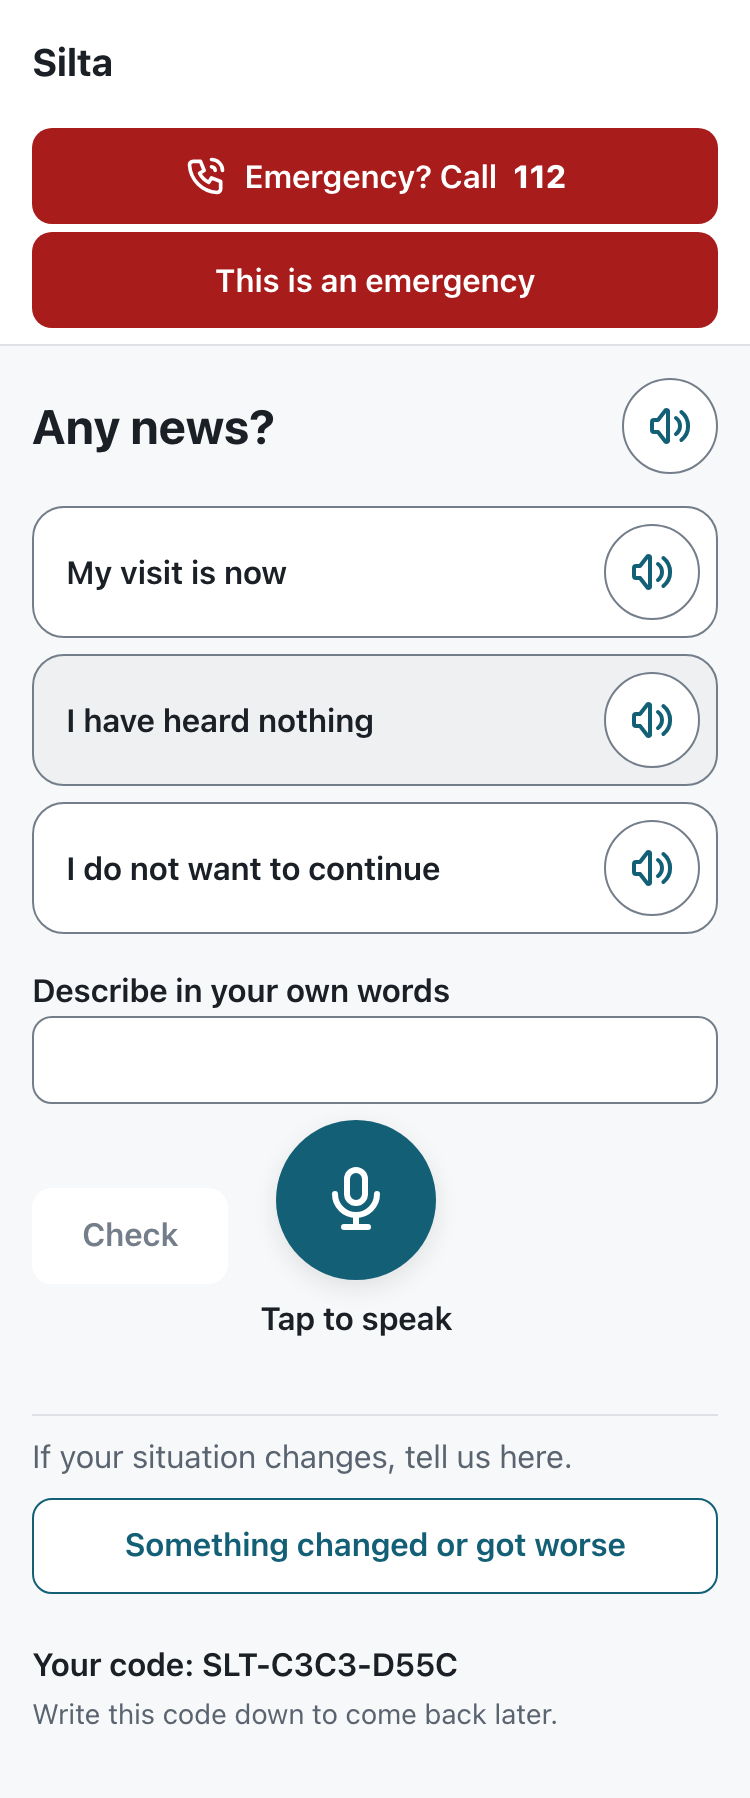 Silta
Emergency? Call 112
This is an emergency
Any news?
My visit is now
I have heard nothing
I do not want to continue
Describe in your own words
Check
Tap to speak
If your situation changes, tell us here.
Something changed or got worse
Your code: SLT-C3C3-D55C
Write this code down to come back later.